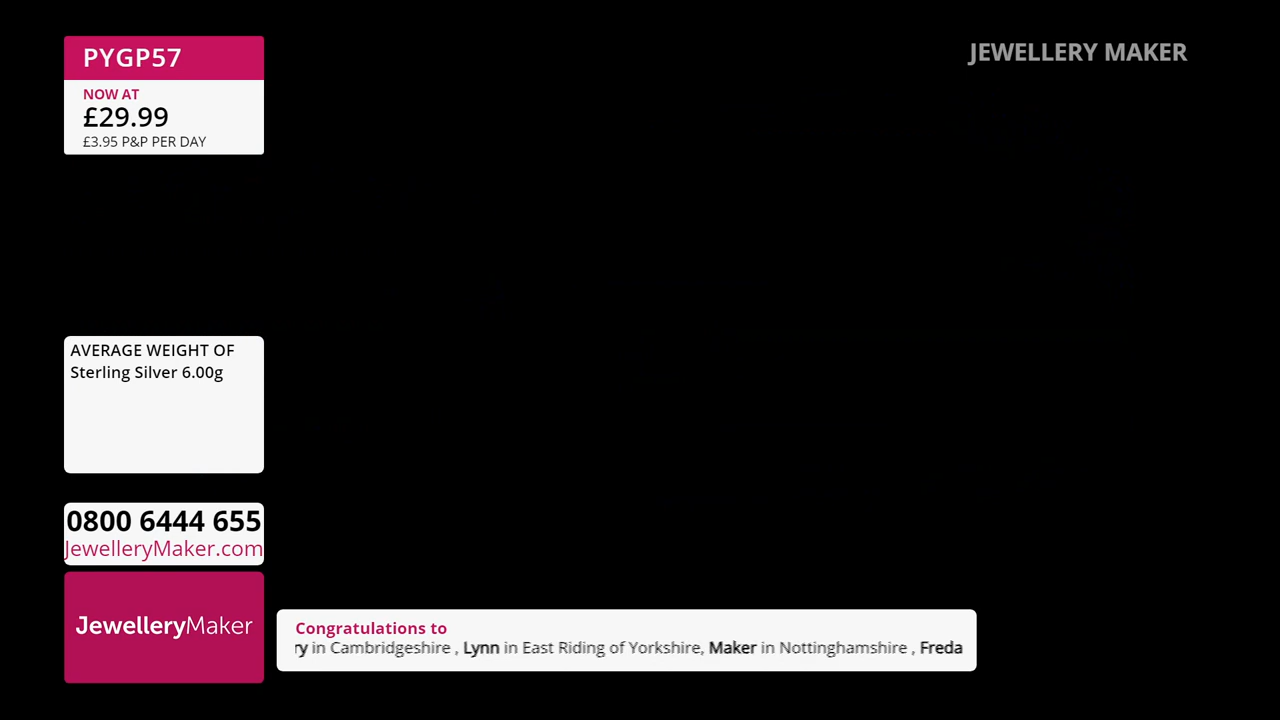 PYGP57
NOW AT
£29.99
£3.95 P&P PER DAY
JEWELLERY MAKER
AVERAGE WEIGHT OF
Sterling Silver 6.00g
0800 6444 655
JewelleryMaker.com
JewelleryMaker
Congratulations to
ry in Cambridgeshire , Lynn in East Riding of Yorkshire, Maker in Nottinghamshire , Freda